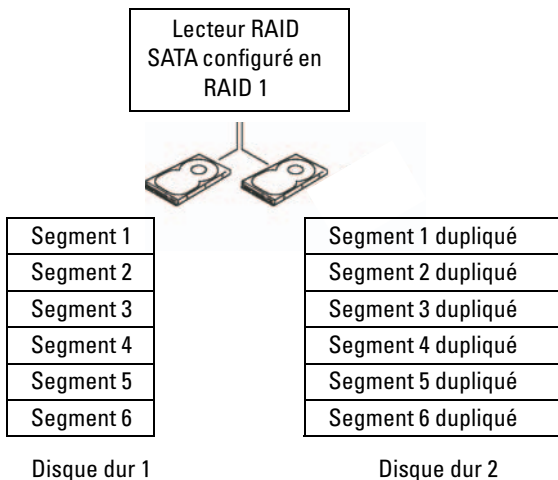 Lecteur RAID
SATA configuré en
RAID 1
Segment 1
Segment 2
Segment 3
Segment 4
Segment 5
Segment 6
Segment 1 dupliqué
Segment 2 dupliqué
Segment 3 dupliqué
Segment 4 dupliqué
Segment 5 dupliqué
Segment 6 dupliqué
Disque dur 1
Disque dur 2